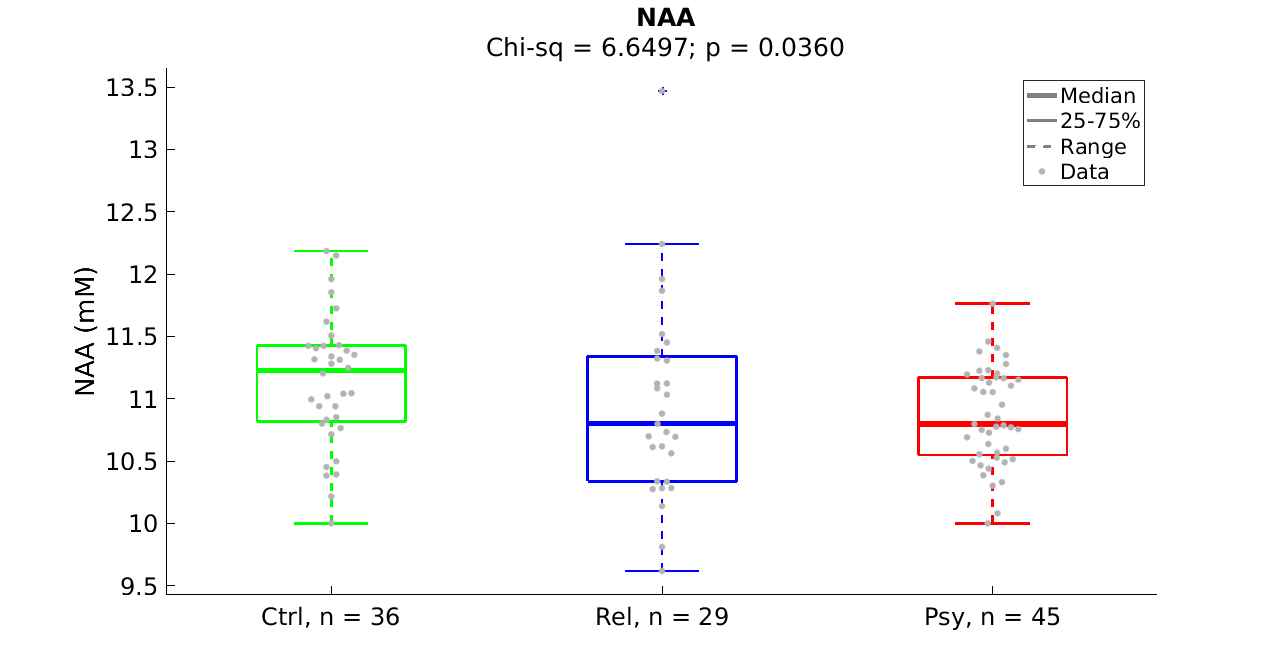 NAA
Chi-sq = 6.6497; p = 0.0360
13.5
13
12.5
12
11.5
11
10.5
10
9.5
NAA (mM)
Median
25-75%
Range
Data
Ctrl, n = 36
Rel, n = 29
Psy, n = 45